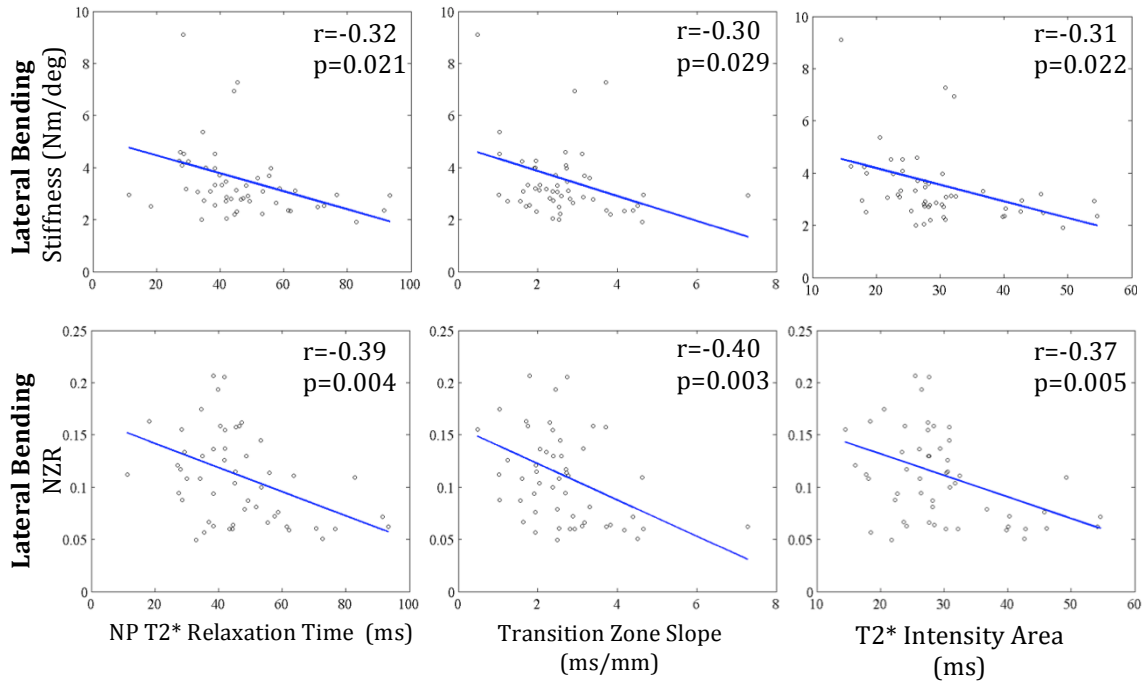 Lateral Bending
Stiffness (Nm/deg)
10
8
6
4
2
0
0 20 40 60 80 100
r=-0.32
p=0.021
10
8
6
4
2
0
0 2 4 6 8
r=-0.30
p=0.029
10
8
6
4
2
0
10 20 30 40 50 60
r=-0.31
p=0.022
Lateral Bending
NZR
0.25
0.2
0.15
0.1
0.05
0
0 20 40 60 80 100
r=-0.39
p=0.004
NP T2* Relaxation Time (ms)
0.25
0.2
0.15
0.1
0.05
0
0 2 4 6 8
r=-0.40
p=0.003
Transition Zone Slope
(ms/mm)
0.25
0.2
0.15
0.1
0.05
0
10 20 30 40 50 60
r=-0.37
p=0.005
T2* Intensity Area
(ms)